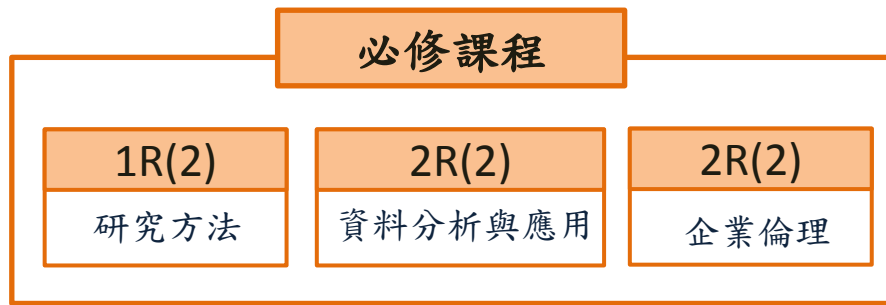 必修課程
1R(2)
2R(2)
2R(2)
研究方法
資料分析與應用
企業倫理